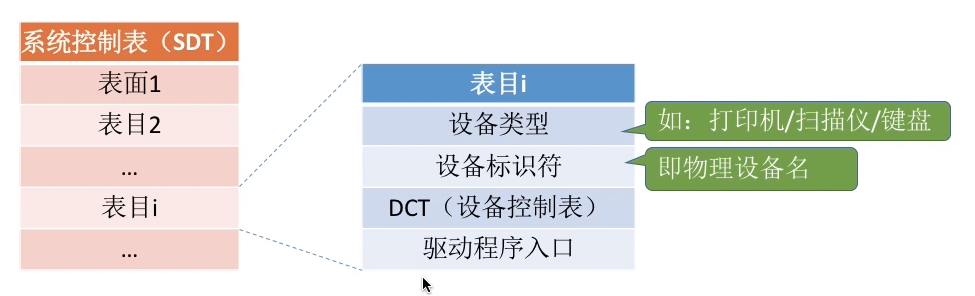 系统控制表（SDT）
表面1
表目2
...
表目i
...
表目i
设备类型
设备标识符
DCT（设备控制表）
驱动程序入口
如：打印机/扫描仪/键盘
即物理设备名